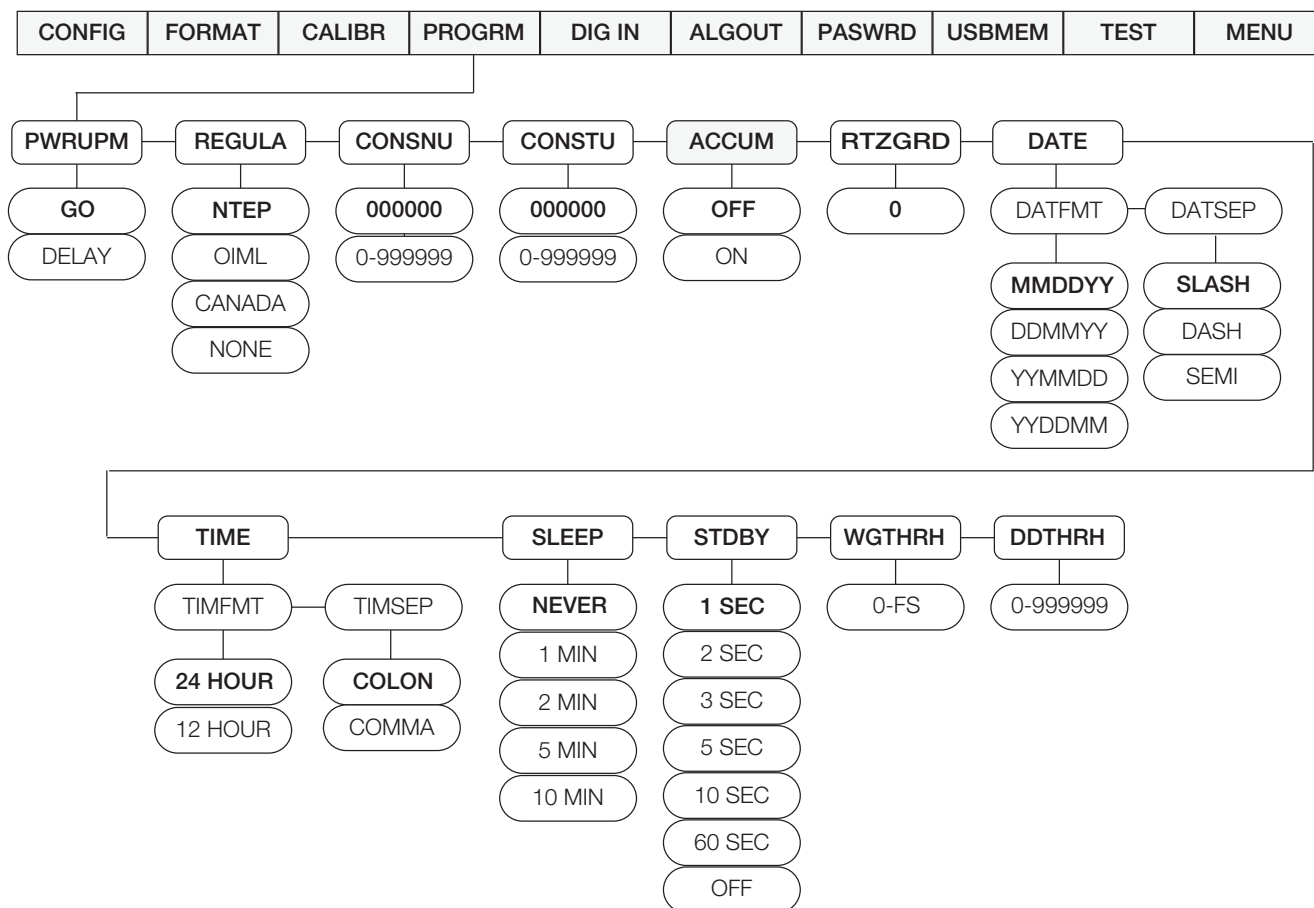 CONFIG FORMAT CALIBR PROGRM DIG IN ALGOUT PASWRD USBMEM TEST MENU
PWRUPM REGULA CONSNU CONSTU ACCUM RTZGRD DATE
GO NTEP 000000 000000 OFF 0 DATFMT DATSEP
DELAY OIML 0-999999 0-999999 ON
CANADA MMDDYY SLASH
NONE DDMMYY DASH
YYMMDD SEMI
YYDDMM
TIME SLEEP STDBY WGTHRH DDTHRH
TIMFMT TIMSEP NEVER 1 SEC 0-FS 0-999999
1 MIN 2 SEC
24 HOUR COLON 2 MIN 3 SEC
12 HOUR COMMA 5 MIN 5 SEC
10 MIN 10 SEC
60 SEC
OFF